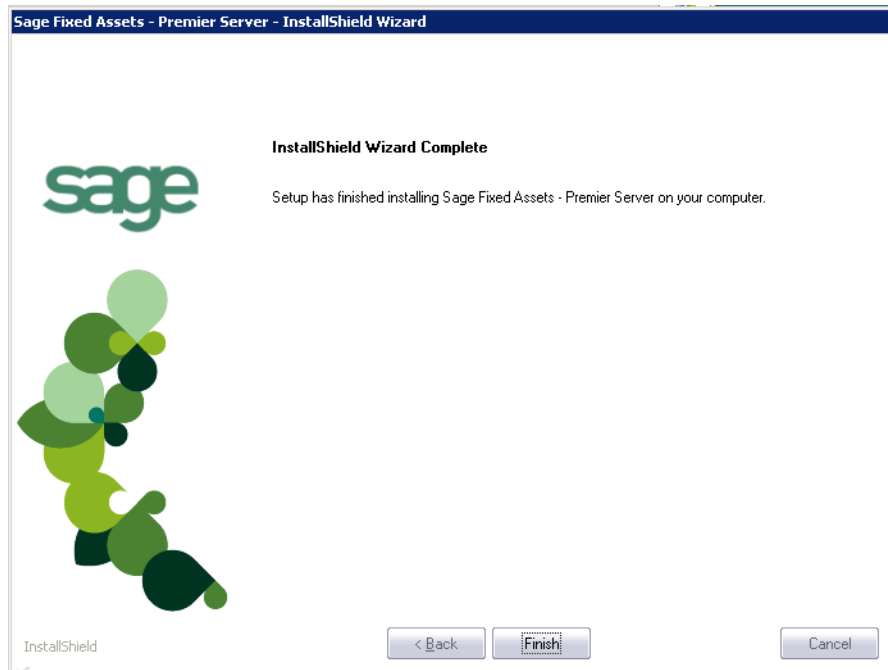 Sage Fixed Assets - Premier Server - InstallShield Wizard
InstallShield Wizard Complete
sage
Setup has finished installing Sage Fixed Assets - Premier Server on your computer.
InstallShield
< Back
Finish
Cancel